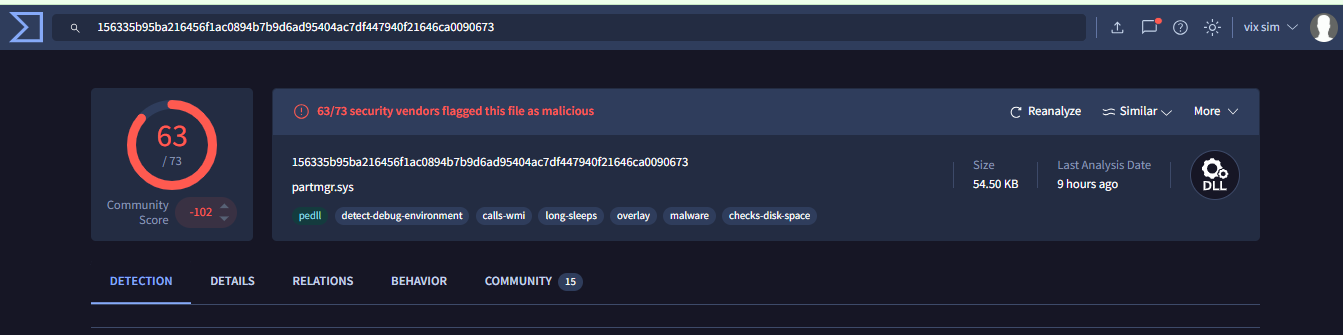 156335b95ba216456f1ac0894b7b9d6ad95404ac7df447940f21646ca0090673
vix sim
63
/ 73
Community
Score
-102
63/73 security vendors flagged this file as malicious
Reanalyze
Similar
More
156335b95ba216456f1ac0894b7b9d6ad95404ac7df447940f21646ca0090673
partmgr.sys
pedll detect-debug-environment calls-wmi long-sleeps overlay malware checks-disk-space
Size
54.50 KB
Last Analysis Date
9 hours ago
DLL
DETECTION DETAILS RELATIONS BEHAVIOR COMMUNITY 15